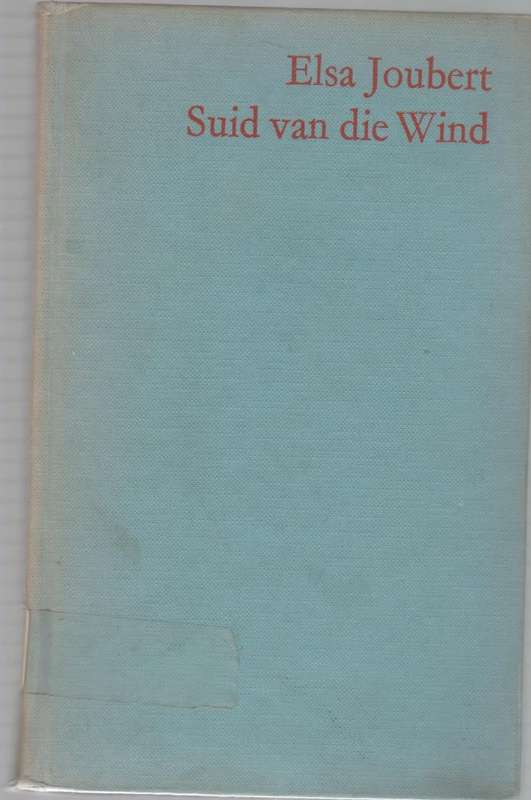 Elsa Joubert
Suid van die Wind